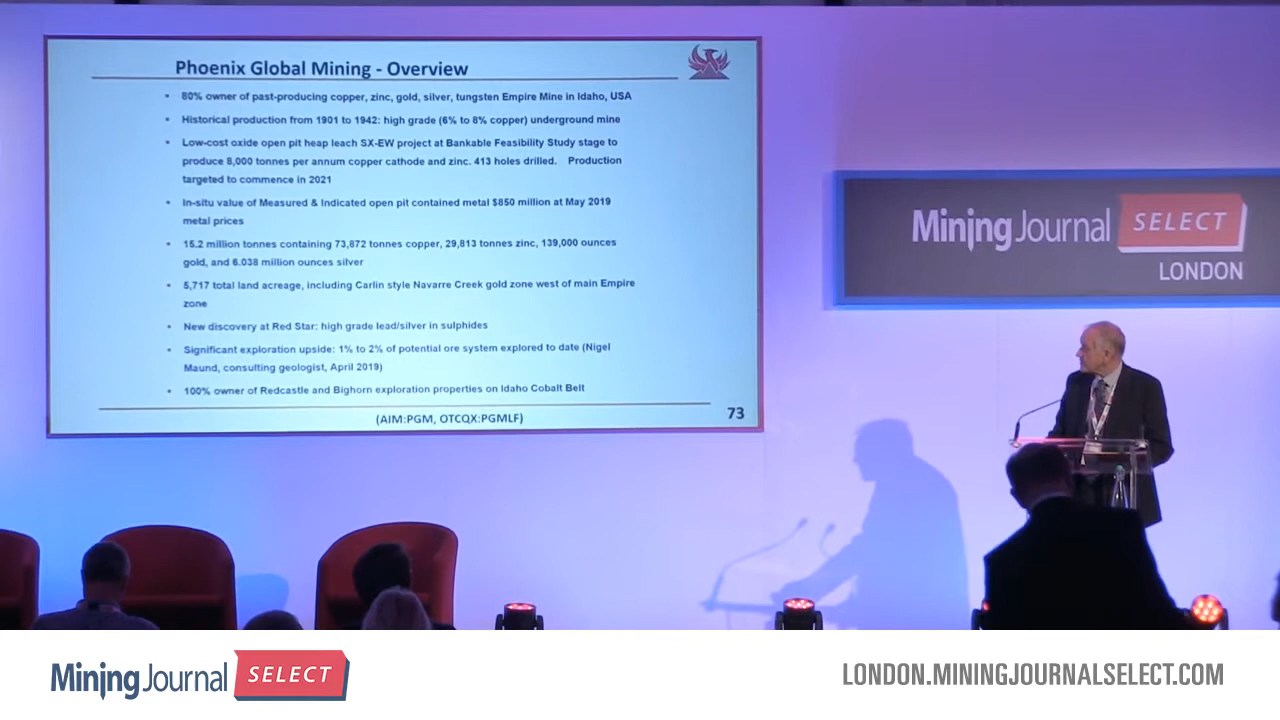 Phoenix Global Mining - Overview
• 80% owner of past-producing copper, zinc, gold, silver, tungsten Empire Mine in Idaho, USA
• Historical production from 1901 to 1942: high grade (6% to 8% copper) underground mine
• Low-cost oxide open pit heap leach SX-EW project at Bankable Feasibility Study stage to
produce 8,000 tonnes per annum copper cathode and zinc. 413 holes drilled. Production
targeted to commence in 2021
• In-situ value of Measured & Indicated open pit contained metal $850 million at May 2019
metal prices
• 15.2 million tonnes containing 73,872 tonnes copper, 29,813 tonnes zinc, 139,000 ounces
gold, and 6.038 million ounces silver
• 5,717 total land acreage, including Carlin style Navarre Creek gold zone west of main Empire
zone
• New discovery at Red Star: high grade lead/silver in sulphides
• Significant exploration upside: 1% to 2% of potential ore system explored to date (Nigel
Maund, consulting geologist, April 2019)
• 100% owner of Redcastle and Bighorn exploration properties on Idaho Cobalt Belt
(AIM:PGM, OTCQX:PGMLF)
73
Mining Journal SELECT
LONDON
Mining Journal SELECT
LONDON.MININGJOURNALSELECT.COM